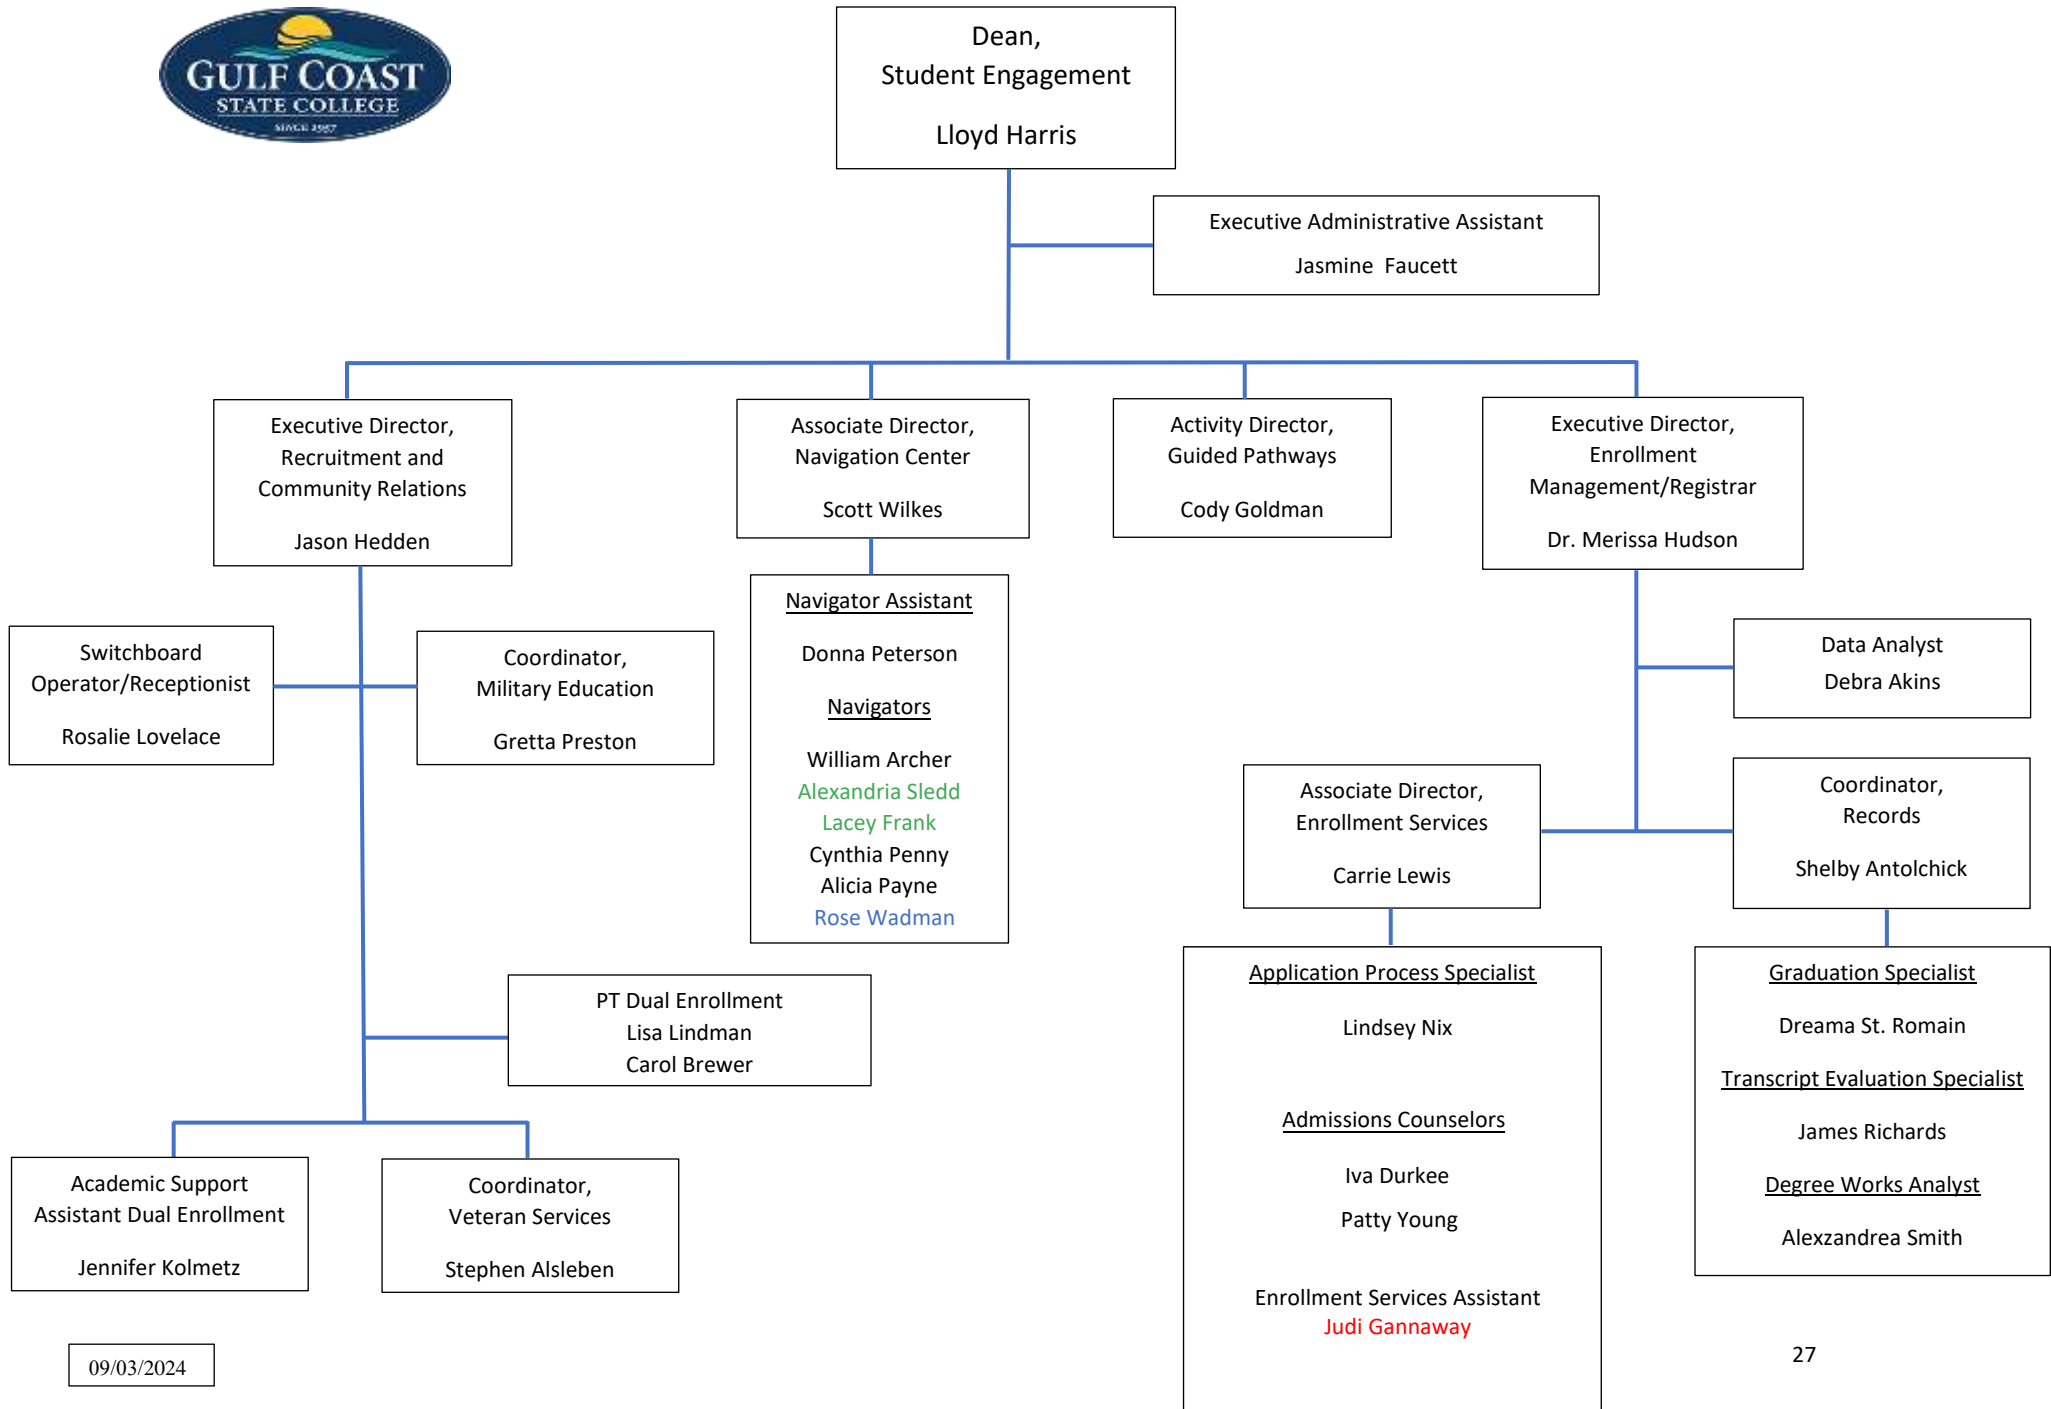 GULF COAST
STATE COLLEGE
SINCE 1957
Dean,
Student Engagement
Lloyd Harris
Executive Administrative Assistant
Jasmine  Faucett
Executive Director,
Recruitment and
Community Relations
Jason Hedden
Associate Director,
Navigation Center
Scott Wilkes
Activity Director,
Guided Pathways
Cody Goldman
Executive Director,
Enrollment
Management/Registrar
Dr. Merissa Hudson
Switchboard
Operator/Receptionist
Rosalie Lovelace
Coordinator,
Military Education
Gretta Preston
Navigator Assistant
Donna Peterson
Navigators
William Archer
Alexandria Sledd
Lacey Frank
Cynthia Penny
Alicia Payne
Rose Wadman
Data Analyst
Debra Akins
Associate Director,
Enrollment Services
Carrie Lewis
Coordinator,
Records
Shelby Antolchick
PT Dual Enrollment
Lisa Lindman
Carol Brewer
Academic Support
Assistant Dual Enrollment
Jennifer Kolmetz
Coordinator,
Veteran Services
Stephen Alsleben
Application Process Specialist
Lindsey Nix
Admissions Counselors
Iva Durkee
Patty Young
Enrollment Services Assistant
Judi Gannaway
Graduation Specialist
Dreama St. Romain
Transcript Evaluation Specialist
James Richards
Degree Works Analyst
Alexzandrea Smith
09/03/2024
27